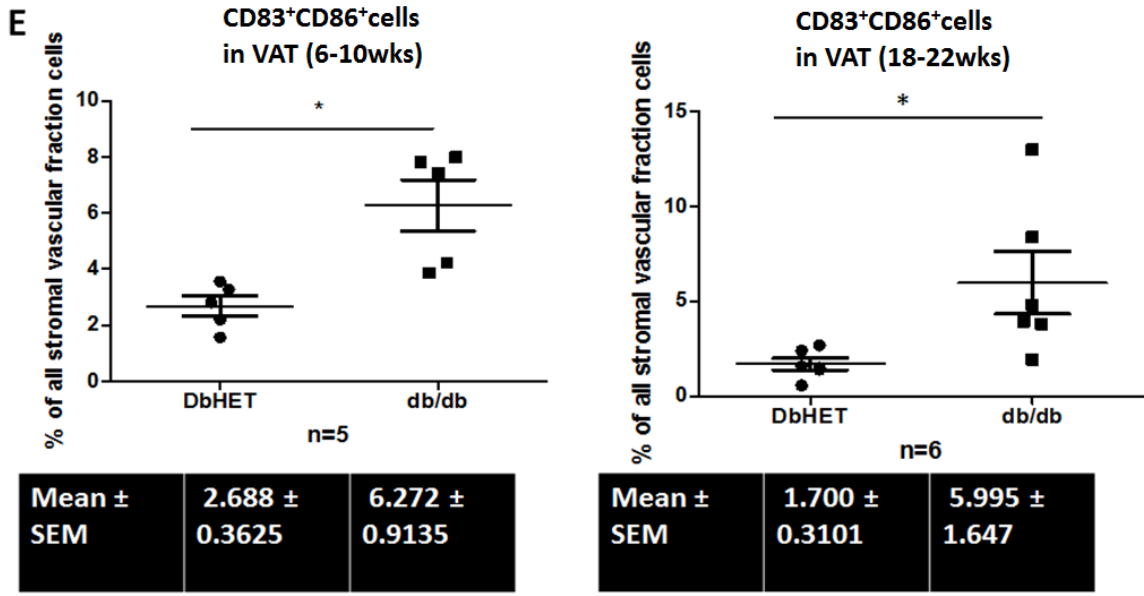 E
CD83⁺CD86⁺cells
in VAT (6-10wks)
% of all stromal vascular fraction cells
10
8
6
4
2
0
*
DbHET
db/db
n=5
Mean ±
SEM
2.688 ±
0.3625
6.272 ±
0.9135
CD83⁺CD86⁺cells
in VAT (18-22wks)
% of all stromal vascular fraction cells
15
10
5
0
*
DbHET
db/db
n=6
Mean ±
SEM
1.700 ±
0.3101
5.995 ±
1.647